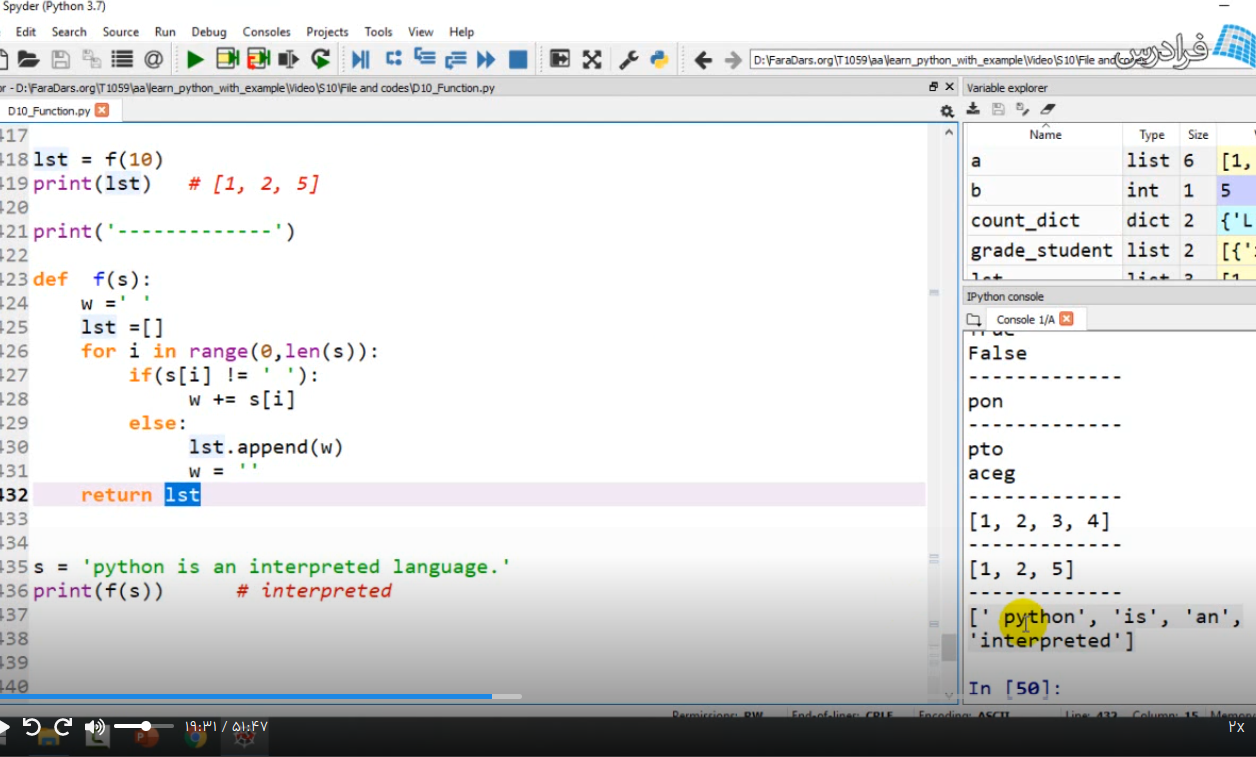 Spyder (Python 3.7)
Edit Search Source Run Debug Consoles Projects Tools View Help
D:\FaraDars.org\T1059\aa\learn_python_with_example\Video\S10\File and codes
فرادرس
or - D:\FaraDars.org\T1059\aa\learn_python_with_example\Video\S10\File and codes\D10_Function.py
D10_Function.py
417
418 lst = f(10)
419 print(lst)   # [1, 2, 5]
420
421 print('-------------')
422
423 def  f(s):
424     w =' '
425     lst =[]
426     for i in range(0,len(s)):
427         if(s[i] != ' '):
428              w += s[i]
429         else:
430              lst.append(w)
431              w = ''
432     return lst
433
434
435 s = 'python is an interpreted language.'
436 print(f(s))      # interpreted
437
438
439
440
Variable explorer
Name Type Size
a list 6 [1,
b int 1 5
count_dict dict 2 {'L
grade_student list 2 [{'
lst list 3 [1
IPython console
Console 1/A
True
False
-------------
pon
-------------
pto
aceg
-------------
[1, 2, 3, 4]
-------------
[1, 2, 5]
-------------
[' python', 'is', 'an',
'interpreted']
In [50]:
Permissions: RW End-of-lines: CRLF Encoding: ASCII Line: 432 Column: 15 Memory
۱۹:۳۱ / ۵۱:۴۷
۲x